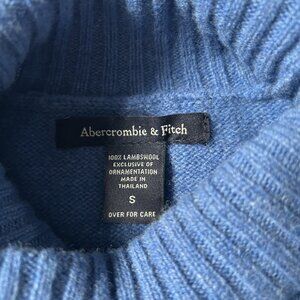 Abercrombie & Fitch
100% LAMBSWOOL
EXCLUSIVE OF
ORNAMENTATION
MADE IN
THAILAND
S
OVER FOR CARE